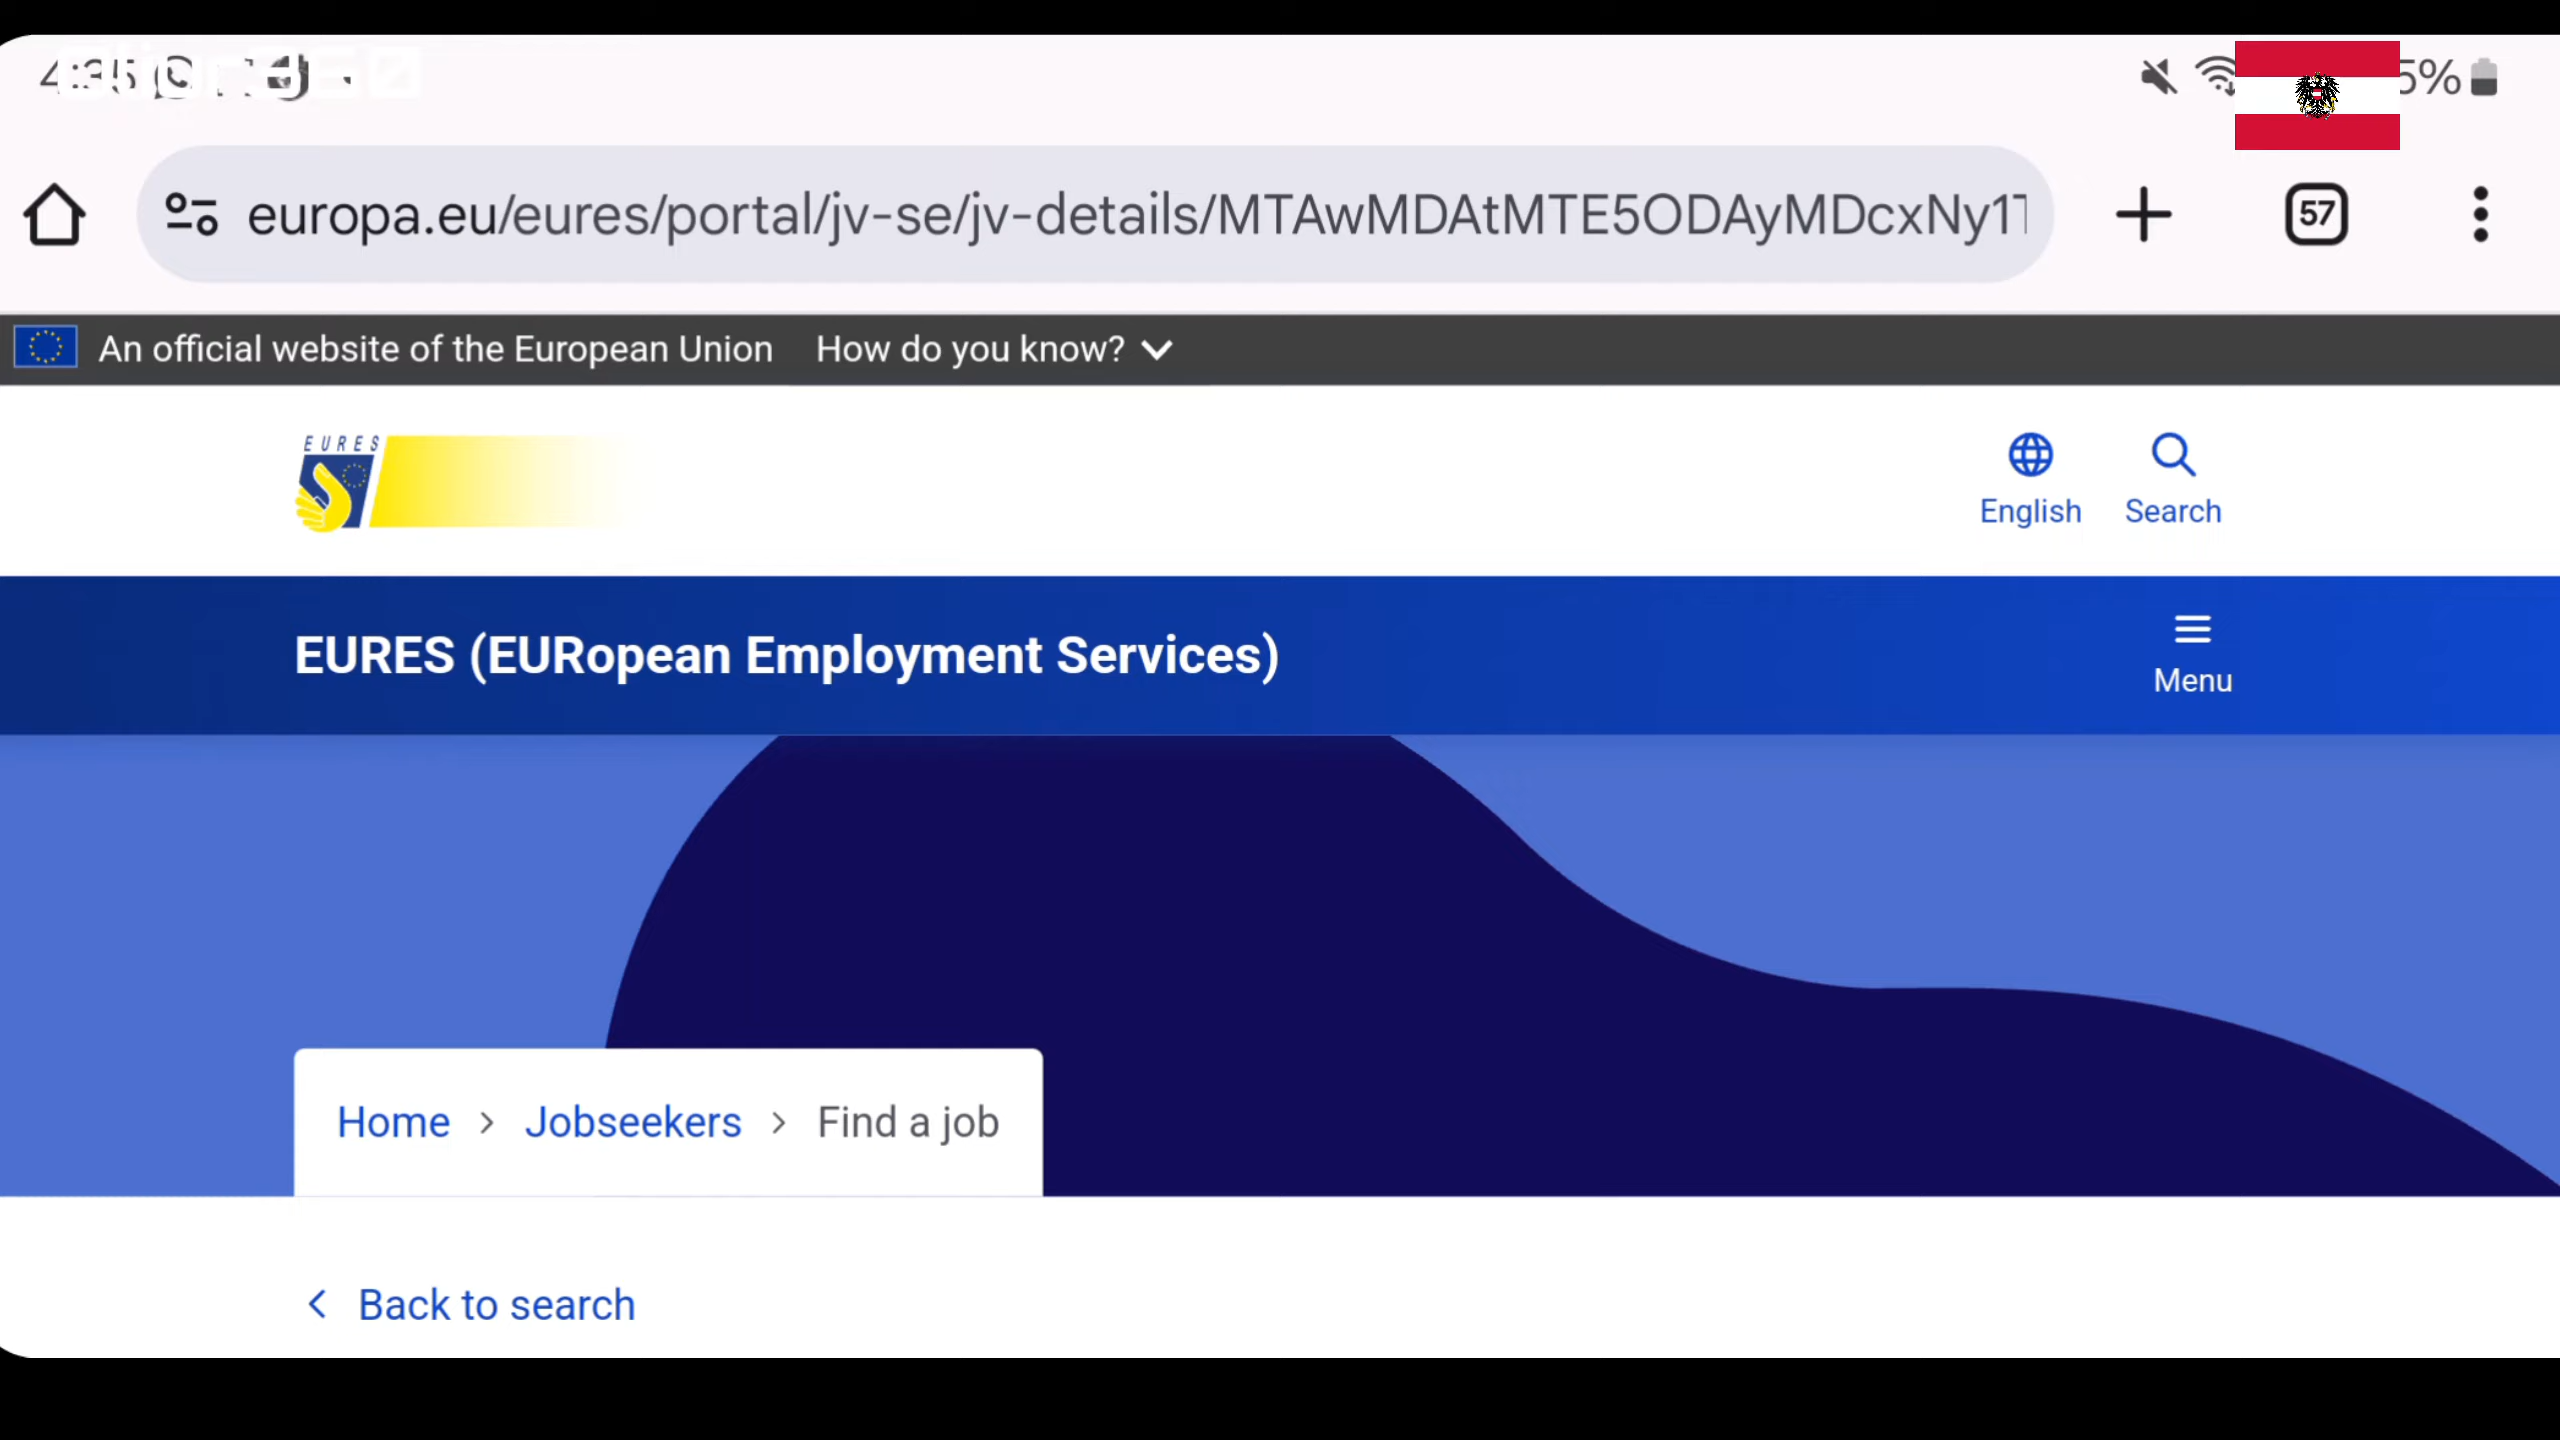 europa.eu/eures/portal/jv-se/jv-details/MTAwMDAtMTE5ODAyMDcxNy1
57
An official website of the European Union How do you know?
EURES
English Search
EURES (EURopean Employment Services)
Menu
Home > Jobseekers > Find a job
Back to search